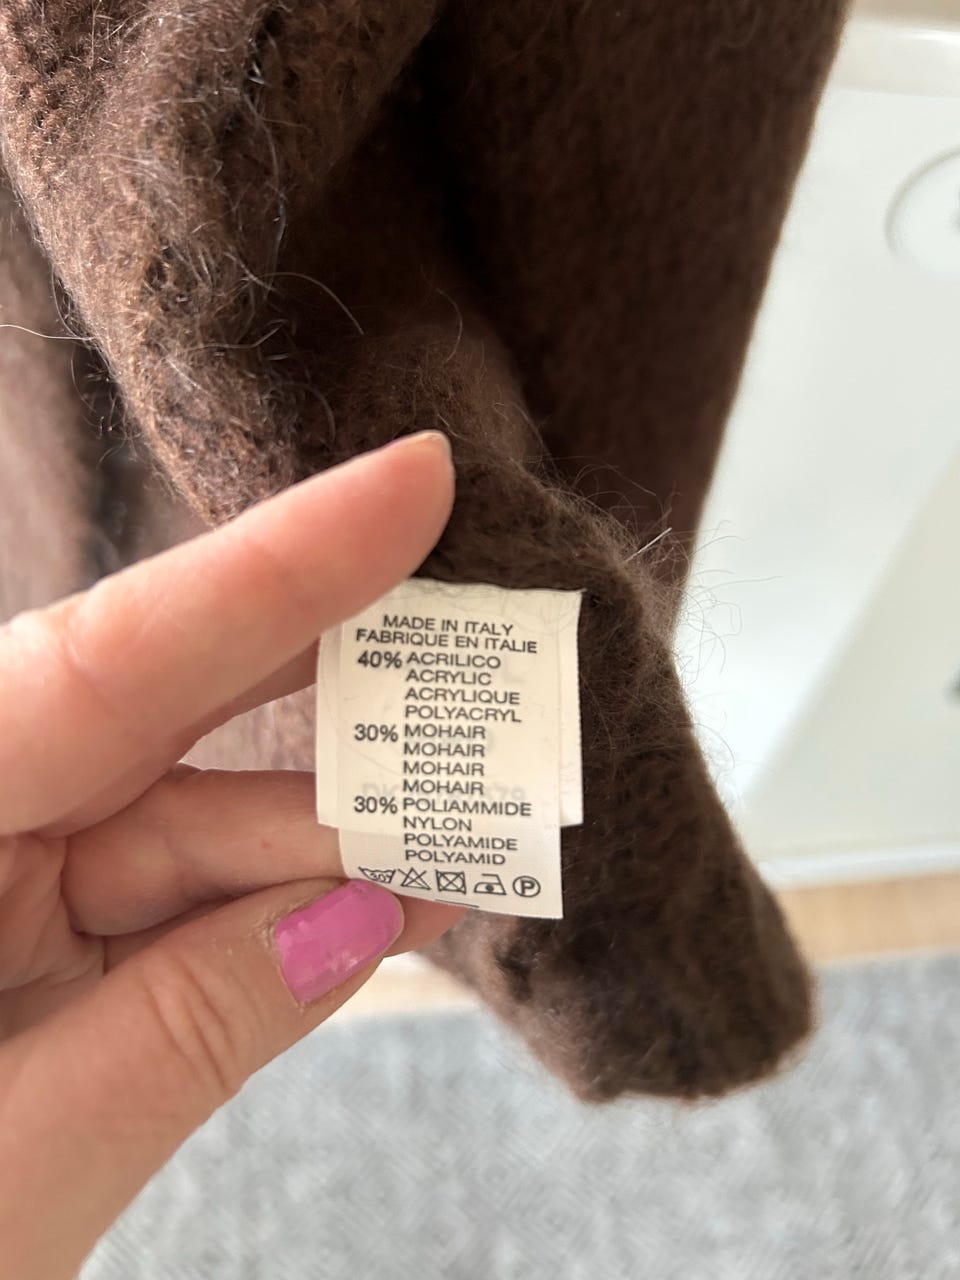 MADE IN ITALY
FABRIQUE EN ITALIE
40% ACRILICO
ACRYLIC
ACRYLIQUE
POLYACRYL
30% MOHAIR
MOHAIR
MOHAIR
MOHAIR
30% POLIAMMIDE
NYLON
POLYAMIDE
POLYAMID
30° P